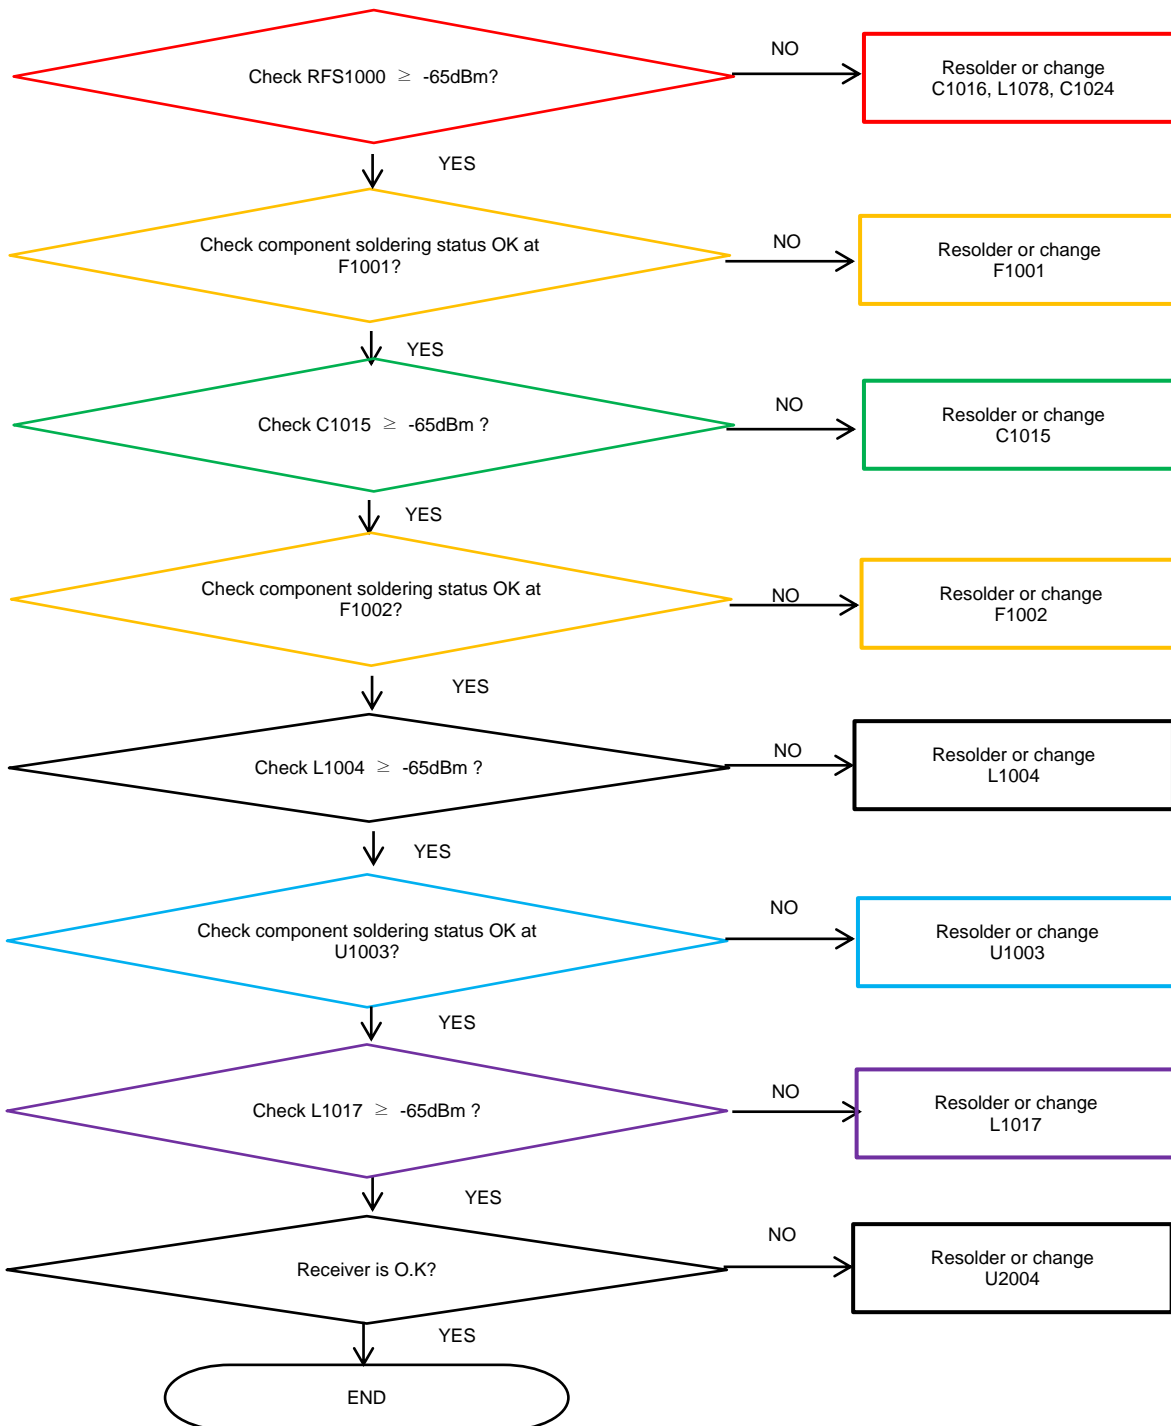 Check RFS1000 ≥ -65dBm?
NO
Resolder or change
C1016, L1078, C1024
YES
Check component soldering status OK at
F1001?
NO
Resolder or change
F1001
YES
Check C1015 ≥ -65dBm ?
NO
Resolder or change
C1015
YES
Check component soldering status OK at
F1002?
NO
Resolder or change
F1002
YES
Check L1004 ≥ -65dBm ?
NO
Resolder or change
L1004
YES
Check component soldering status OK at
U1003?
NO
Resolder or change
U1003
YES
Check L1017 ≥ -65dBm ?
NO
Resolder or change
L1017
YES
Receiver is O.K?
NO
Resolder or change
U2004
YES
END